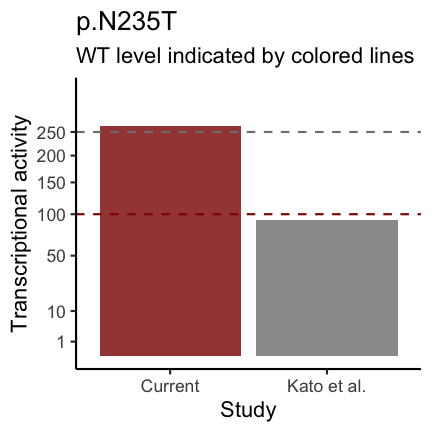 p.N235T
WT level indicated by colored lines
Transcriptional activity
250
200
150
100
50
10
1
Current
Kato et al.
Study